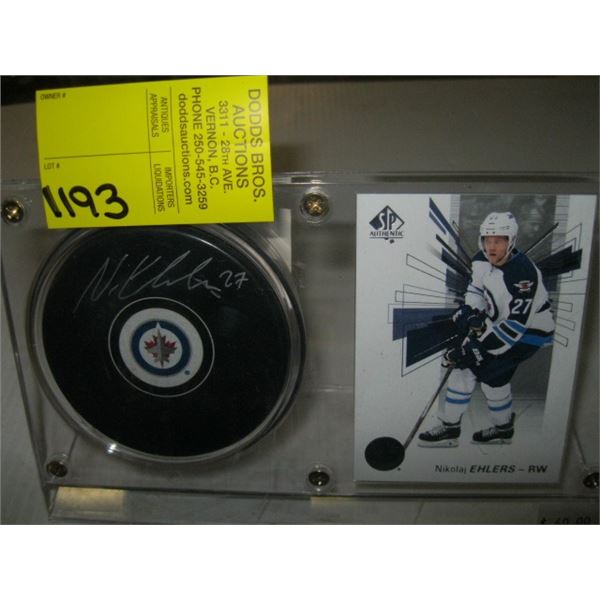 DODDS BROS.
AUCTIONS
3311 - 28TH AVE.
VERNON, B.C.
PHONE 250-545-3259
doddsauctions.com
ANTIQUES
APPRAISALS
IMPORTERS
LIQUIDATIONS
OWNER #
LOT #
1193
27
SP
AUTHENTIC
27
27
Nikolaj EHLERS – RW